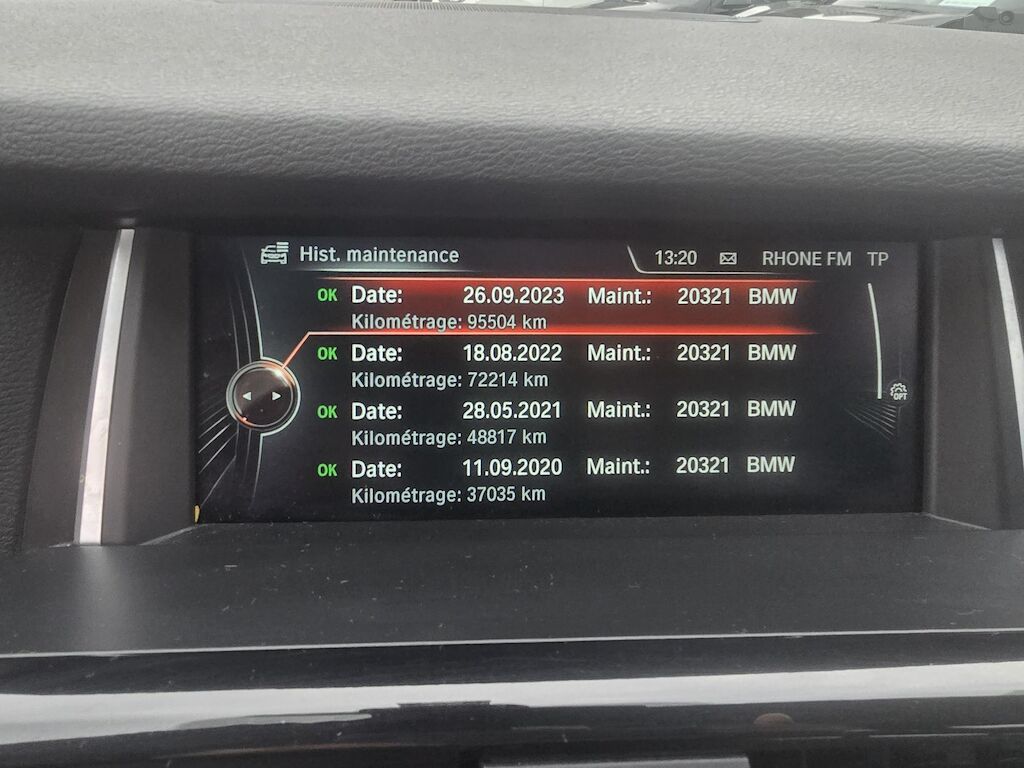 Hist. maintenance 13:20 RHONE FM TP
OK Date: 26.09.2023 Maint.: 20321 BMW
Kilométrage: 95504 km
OK Date: 18.08.2022 Maint.: 20321 BMW
Kilométrage: 72214 km
OK Date: 28.05.2021 Maint.: 20321 BMW
Kilométrage: 48817 km
OPT
OK Date: 11.09.2020 Maint.: 20321 BMW
Kilométrage: 37035 km